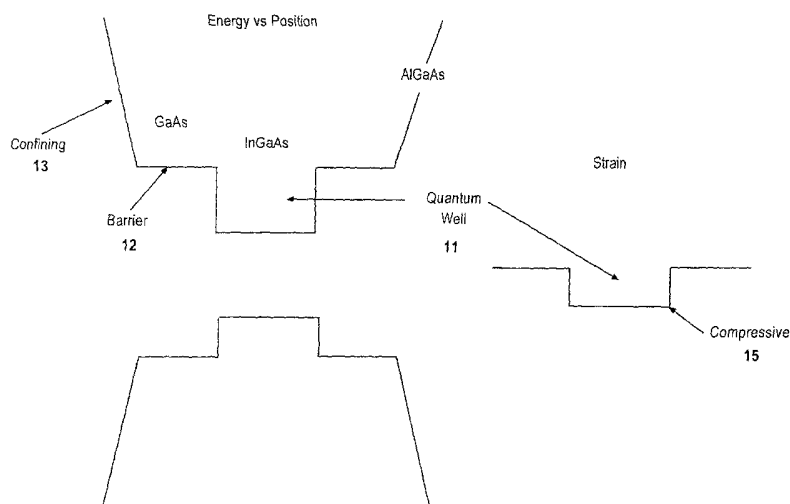 Energy vs Position
AlGaAs
GaAs
InGaAs
Confining
13
Barrier
12
Quantum
Well
11
Strain
Compressive
15